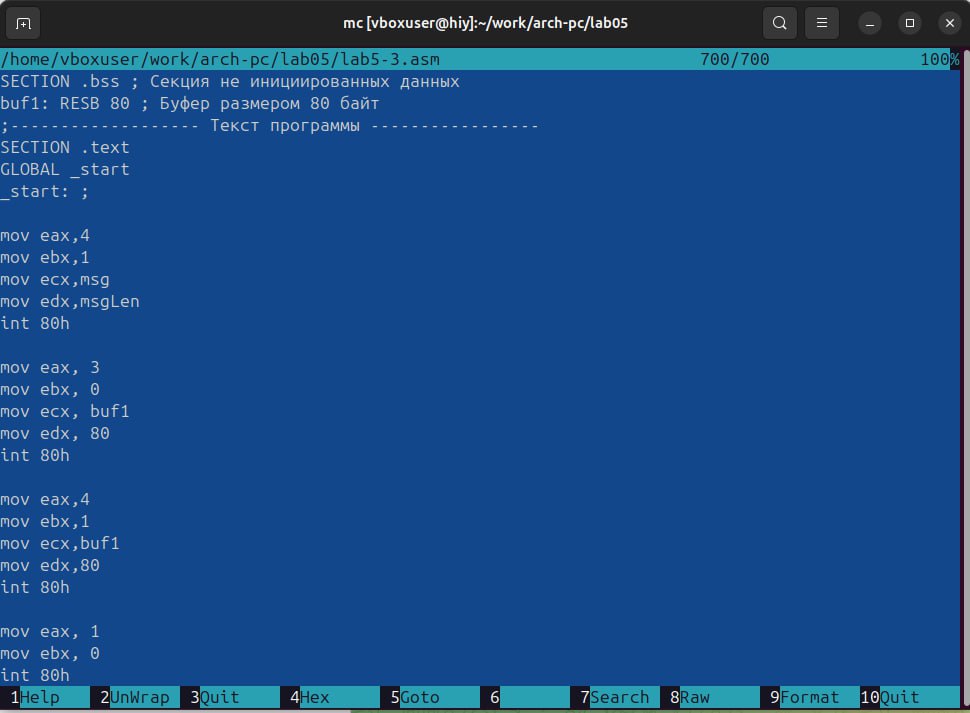 mc [vboxuser@hiy]:~/work/arch-pc/lab05
/home/vboxuser/work/arch-pc/lab05/lab5-3.asm 700/700 100%
SECTION .bss ; Секция не инициированных данных
buf1: RESB 80 ; Буфер размером 80 байт
;------------------- Текст программы -----------------
SECTION .text
GLOBAL _start
_start: ;
mov eax,4
mov ebx,1
mov ecx,msg
mov edx,msgLen
int 80h
mov eax, 3
mov ebx, 0
mov ecx, buf1
mov edx, 80
int 80h
mov eax,4
mov ebx,1
mov ecx,buf1
mov edx,80
int 80h
mov eax, 1
mov ebx, 0
int 80h
1Help 2UnWrap 3Quit 4Hex 5Goto 6 7Search 8Raw 9Format 10Quit